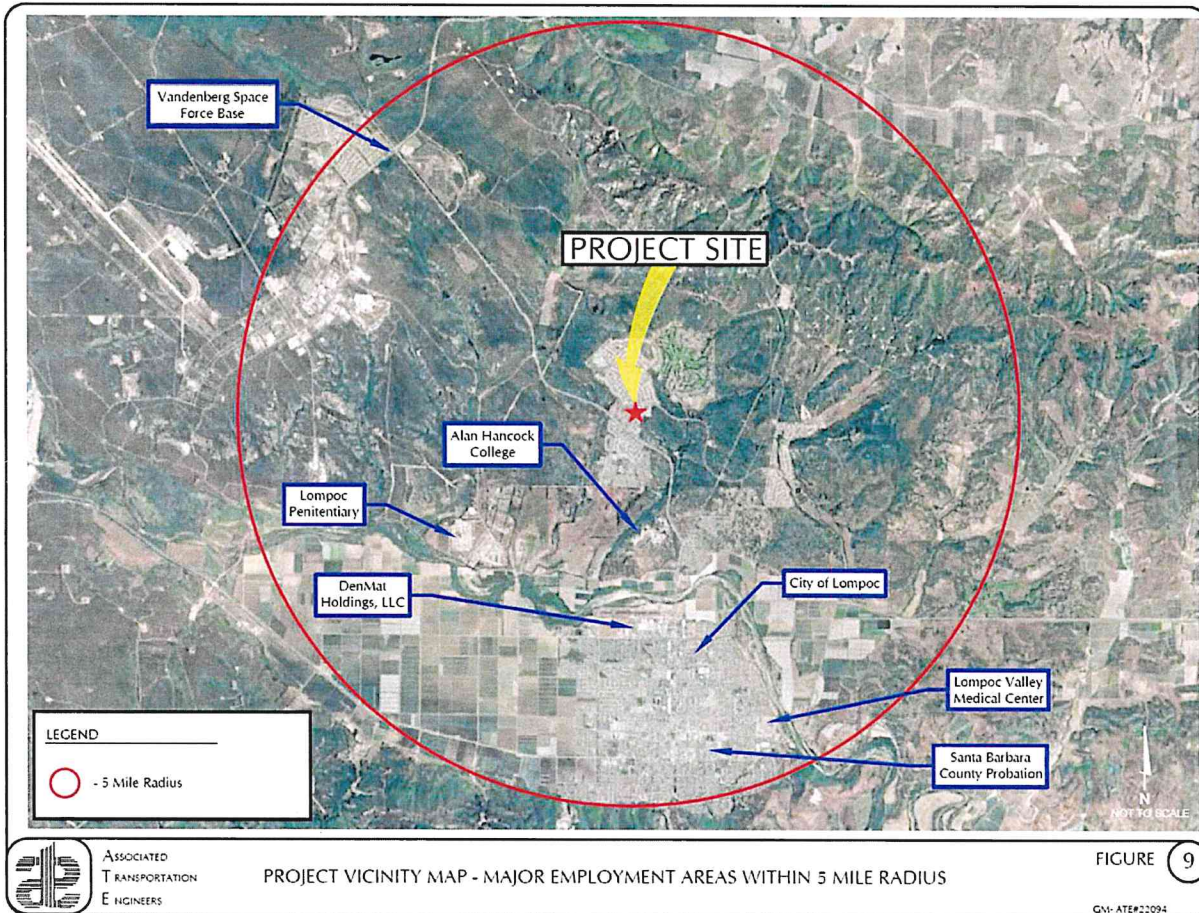 Vandenberg Space
Force Base
PROJECT SITE
Alan Hancock
College
Lompoc
Penitentiary
DenMat
Holdings, LLC
City of Lompoc
Lompoc Valley
Medical Center
Santa Barbara
County Probation
LEGEND
- 5 Mile Radius
N
NOT TO SCALE
ASSOCIATED
TRANSPORTATION
ENGINEERS
PROJECT VICINITY MAP - MAJOR EMPLOYMENT AREAS WITHIN 5 MILE RADIUS
FIGURE 9
GM- ATE#22094